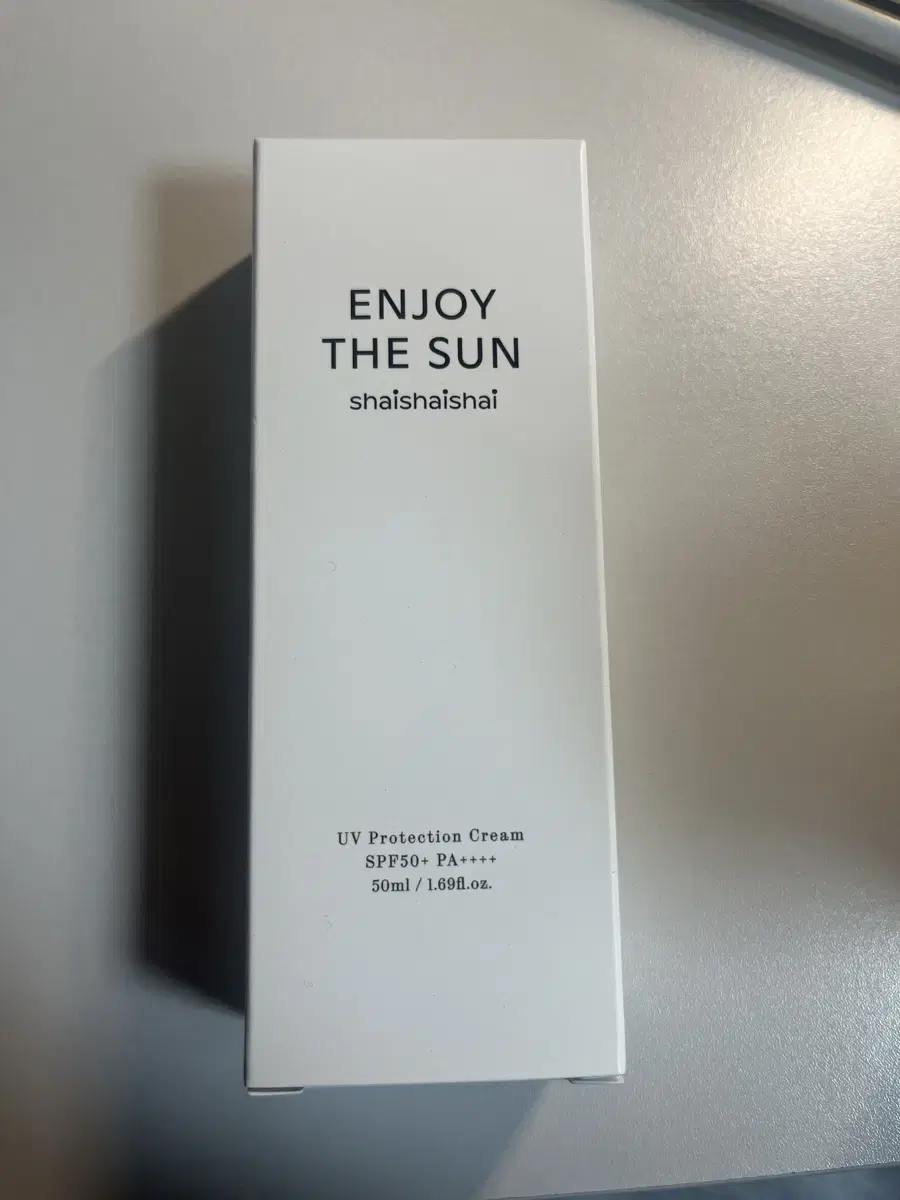 ENJOY
THE SUN
shaishaishai
UV Protection Cream
SPF50+ PA++++
50ml / 1.69fl.oz.